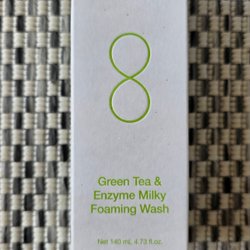 8
Green Tea &
Enzyme Milky
Foaming Wash
Net 140 mL 4.73 fl.oz.